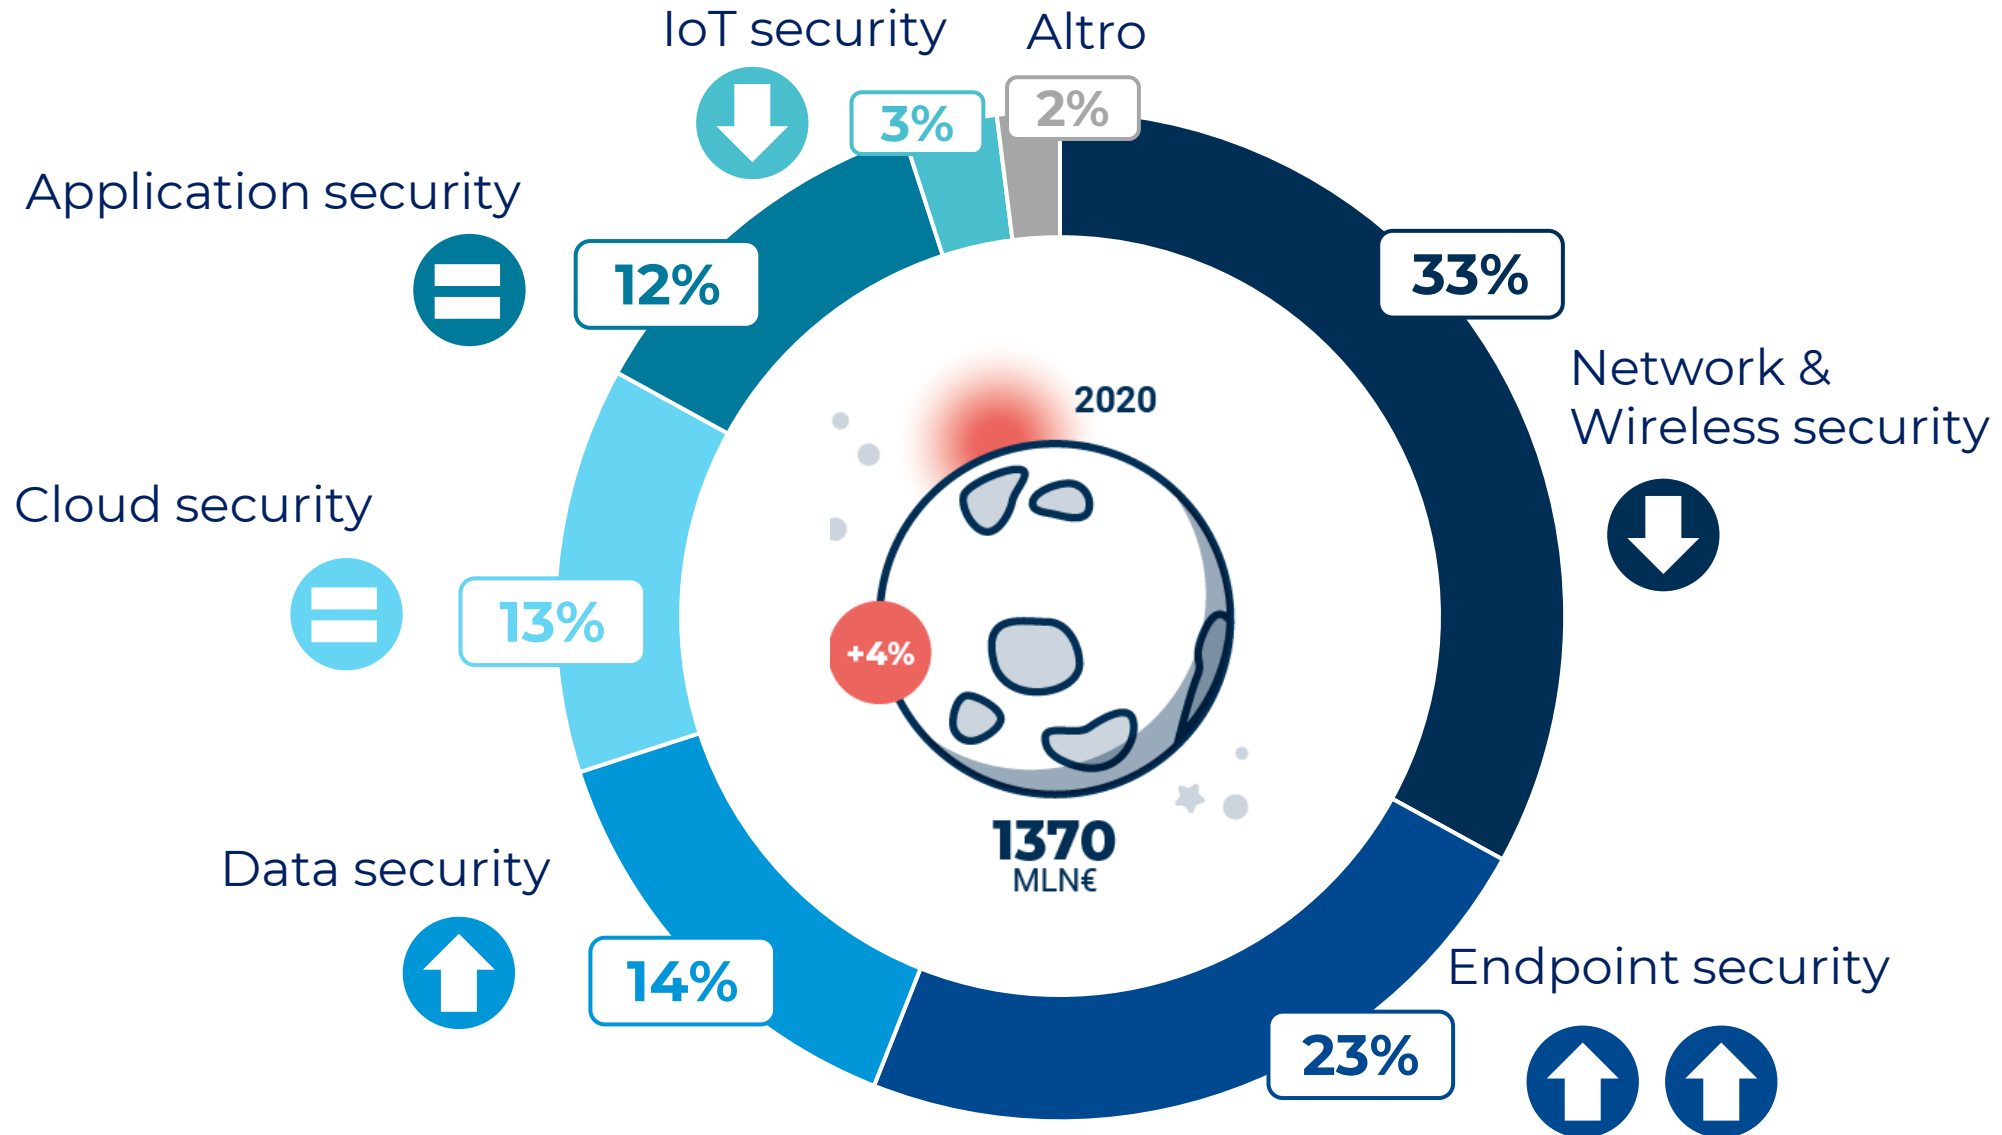 IoT security
Altro
3%
2%
Application security
12%
33%
Network &
Wireless security
2020
Cloud security
13%
+4%
1370
MLN€
Data security
14%
Endpoint security
23%